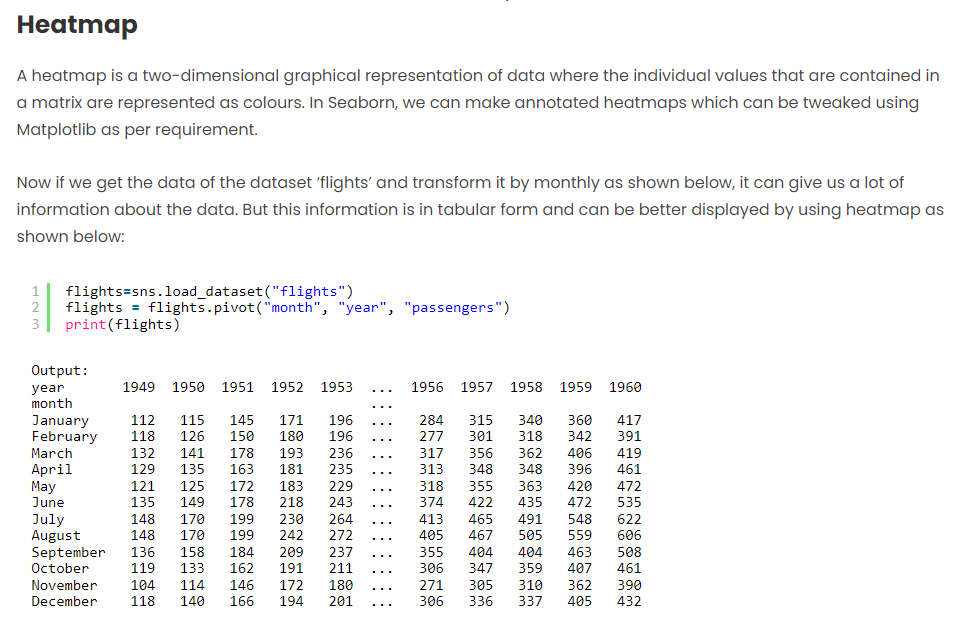 Heatmap
A heatmap is a two-dimensional graphical representation of data where the individual values that are contained in
a matrix are represented as colours. In Seaborn, we can make annotated heatmaps which can be tweaked using
Matplotlib as per requirement.
Now if we get the data of the dataset ‘flights’ and transform it by monthly as shown below, it can give us a lot of
information about the data. But this information is in tabular form and can be better displayed by using heatmap as
shown below:
1 flights=sns.load_dataset("flights")
2 flights = flights.pivot("month", "year", "passengers")
3 print(flights)
Output:
year 1949 1950 1951 1952 1953 ... 1956 1957 1958 1959 1960
month ...
January 112 115 145 171 196 ... 284 315 340 360 417
February 118 126 150 180 196 ... 277 301 318 342 391
March 132 141 178 193 236 ... 317 356 362 406 419
April 129 135 163 181 235 ... 313 348 348 396 461
May 121 125 172 183 229 ... 318 355 363 420 472
June 135 149 178 218 243 ... 374 422 435 472 535
July 148 170 199 230 264 ... 413 465 491 548 622
August 148 170 199 242 272 ... 405 467 505 559 606
September 136 158 184 209 237 ... 355 404 404 463 508
October 119 133 162 191 211 ... 306 347 359 407 461
November 104 114 146 172 180 ... 271 305 310 362 390
December 118 140 166 194 201 ... 306 336 337 405 432